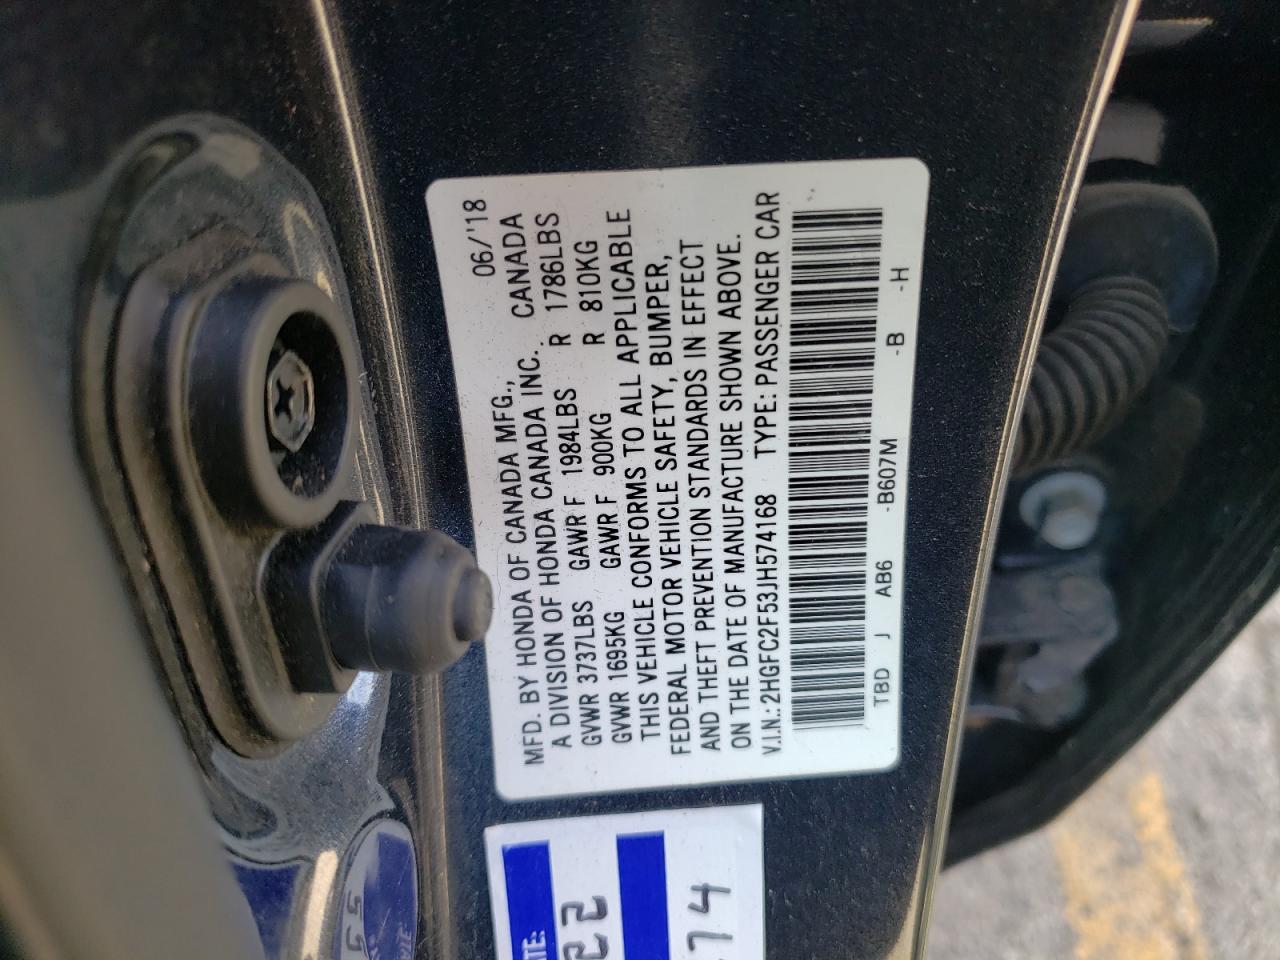 06/'18
MFD. BY HONDA OF CANADA MFG., CANADA
A DIVISION OF HONDA CANADA INC.
GVWR 3737LBS GAWR F 1984LBS R 1786LBS
GVWR 1695KG GAWR F 900KG R 810KG
THIS VEHICLE CONFORMS TO ALL APPLICABLE
FEDERAL MOTOR VEHICLE SAFETY, BUMPER,
AND THEFT PREVENTION STANDARDS IN EFFECT
ON THE DATE OF MANUFACTURE SHOWN ABOVE.
V.I.N.: 2HGFC2F53JH574168 TYPE: PASSENGER CAR
TBD J AB6 -B607M -B -H
22
74